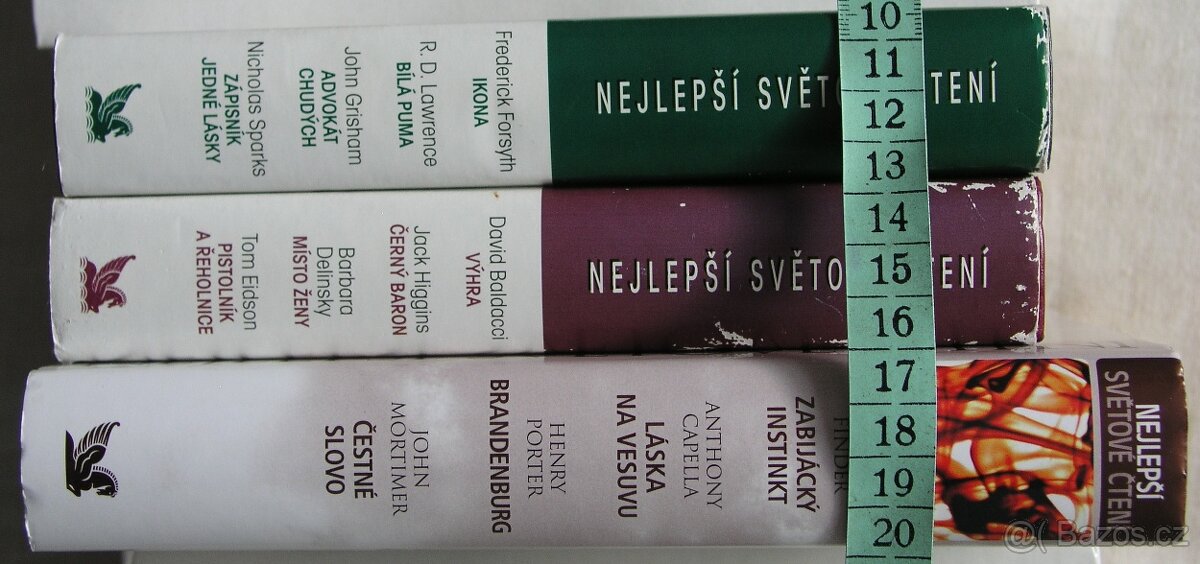 NEJLEPŠÍ SVĚTO TENÍ
Frederick Forsyth
IKONA
R. D. Lawrence
BÍLÁ PUMA
John Grisham
ADVOKÁT
CHUDÝCH
Nicholas Sparks
ZÁPISNÍK
JEDNÉ LÁSKY
NEJLEPŠÍ SVĚTO TENÍ
David Baldacci
VÝHRA
Jack Higgins
ČERNÝ BARON
Barbara
Delinsky
MÍSTO ŽENY
Tom Eidson
PISTOLNÍK
A ŘEHOLNICE
NEJLEPŠÍ
SVĚTOVÉ ČTENÍ
FINDER
ZABIJÁCKÝ
INSTINKT
ANTHONY
CAPELLA
LÁSKA
NA VESUVU
HENRY
PORTER
BRANDENBURG
JOHN
MORTIMER
ČESTNÉ
SLOVO
10
11
12
13
14
15
16
17
18
19
20
@( Bazos.cz